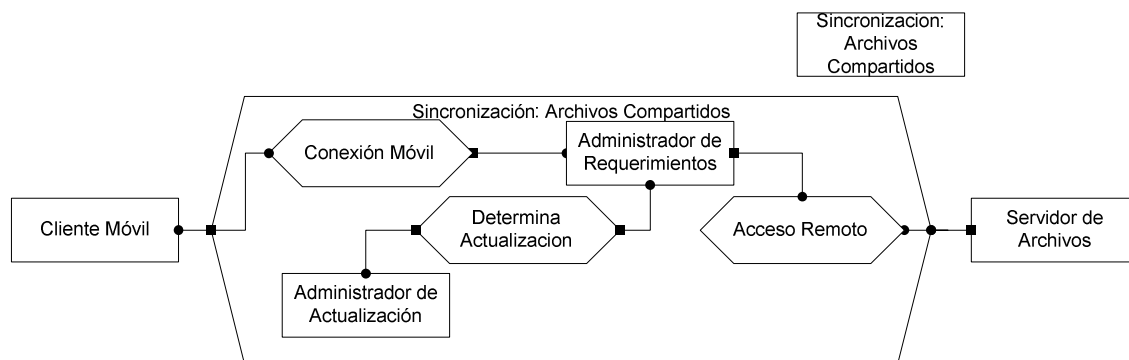 Sincronizacion:
Archivos
Compartidos
Sincronización: Archivos Compartidos
Conexión Móvil
Administrador de
Requerimientos
Cliente Móvil
Determina
Actualizacion
Acceso Remoto
Servidor de
Archivos
Administrador de
Actualización